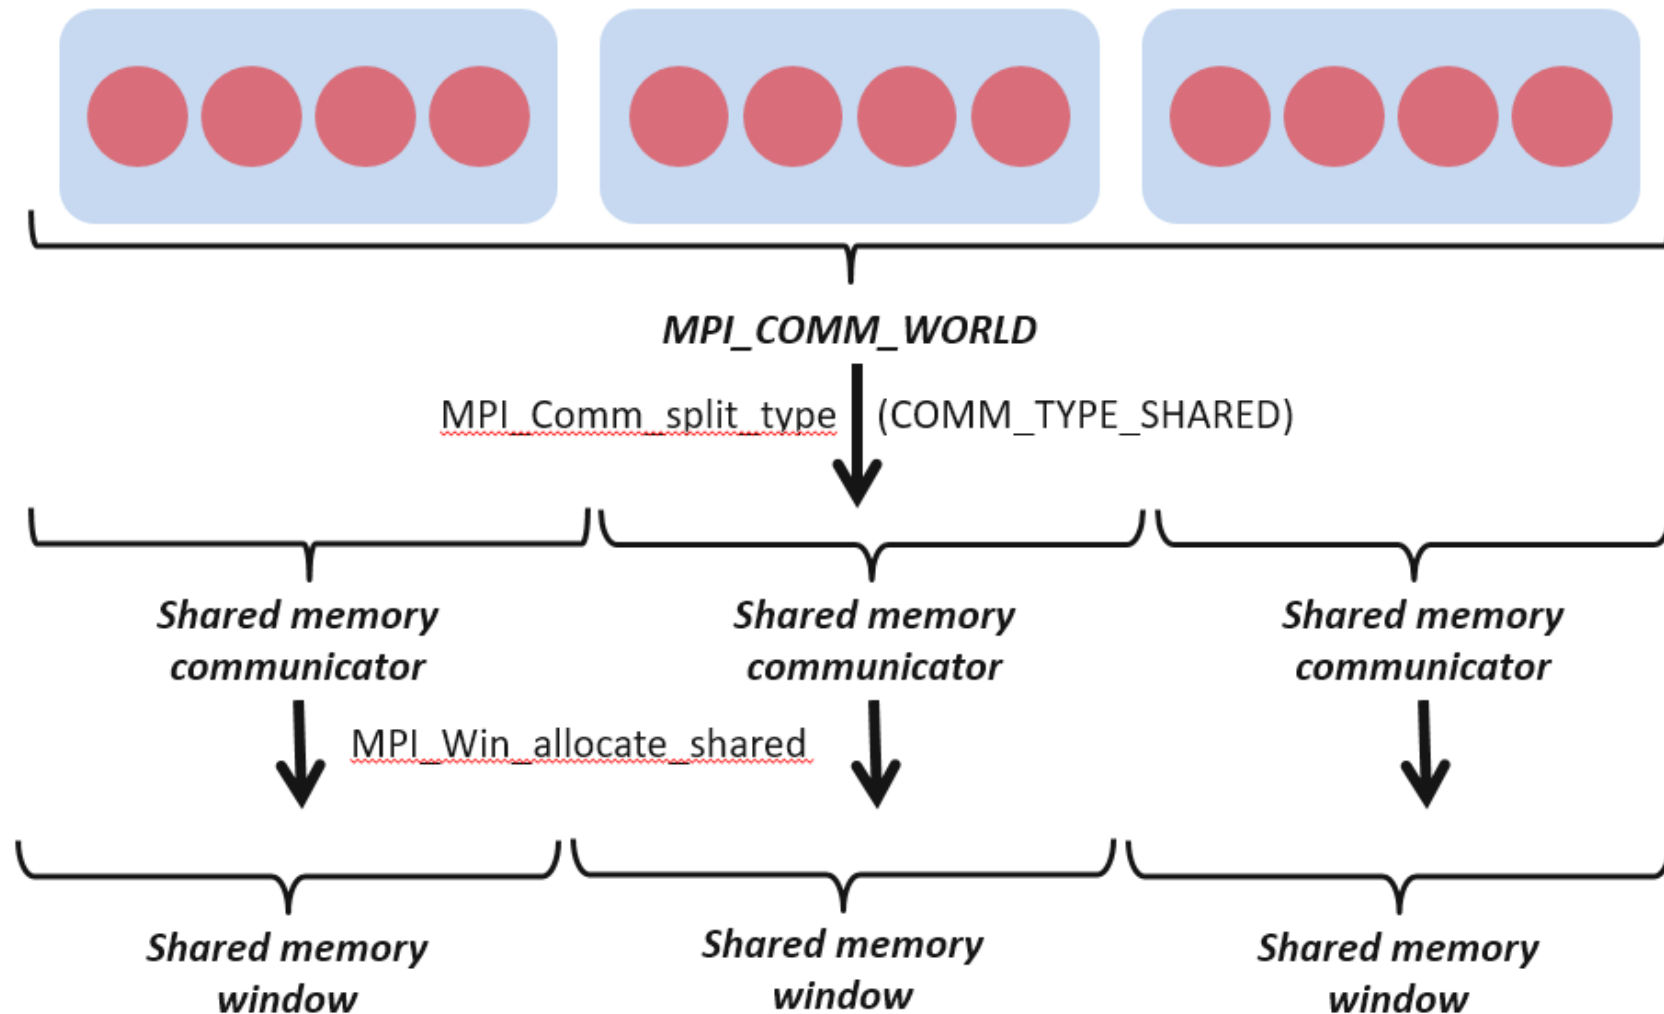 MPI_COMM_WORLD
MPI_Comm_split_type (COMM_TYPE_SHARED)
Shared memory
communicator
Shared memory
communicator
Shared memory
communicator
MPI_Win_allocate_shared
Shared memory
window
Shared memory
window
Shared memory
window